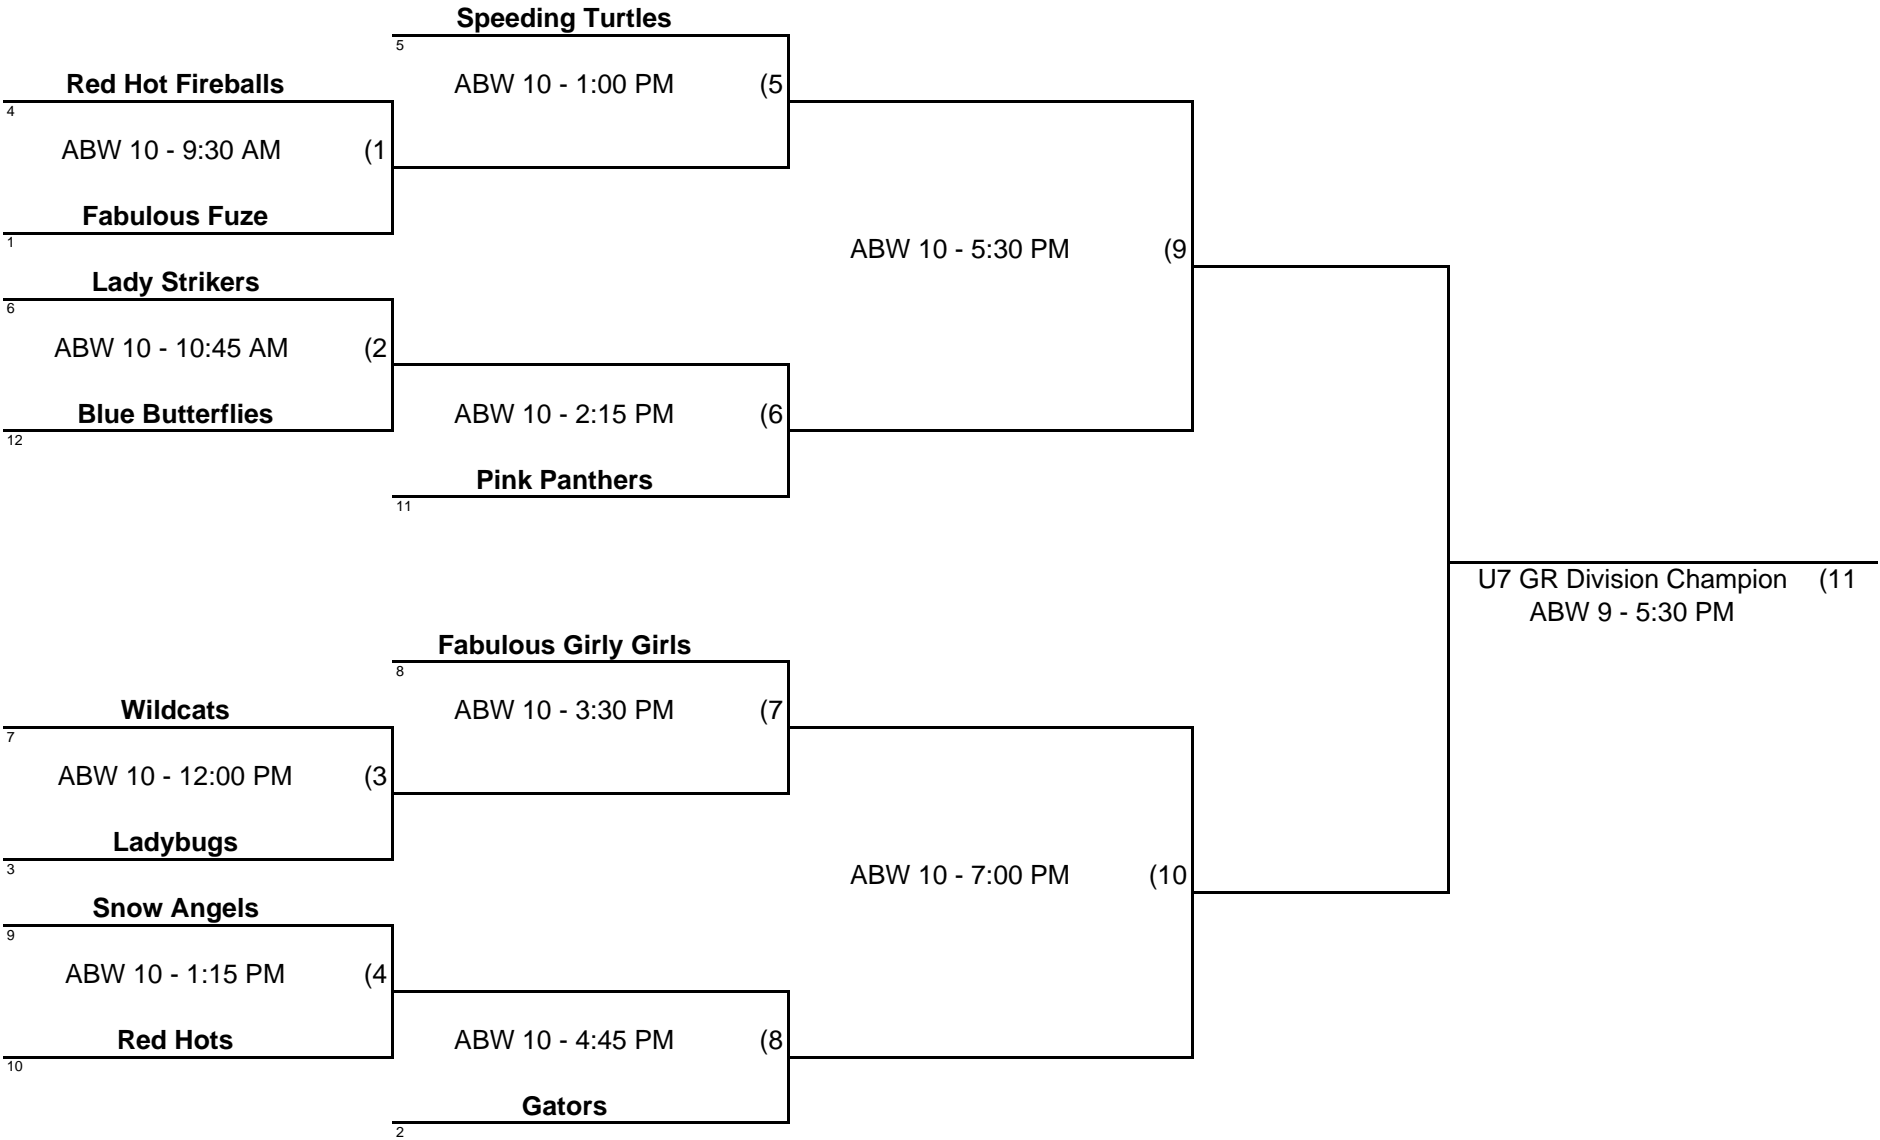 Speeding Turtles
5
Red Hot Fireballs
ABW 10 - 1:00 PM (5
4
ABW 10 - 9:30 AM (1
Fabulous Fuze
1
ABW 10 - 5:30 PM (9
Lady Strikers
6
ABW 10 - 10:45 AM (2
Blue Butterflies
ABW 10 - 2:15 PM (6
12
Pink Panthers
11
U7 GR Division Champion (11
ABW 9 - 5:30 PM
Fabulous Girly Girls
8
Wildcats
ABW 10 - 3:30 PM (7
7
ABW 10 - 12:00 PM (3
Ladybugs
3
ABW 10 - 7:00 PM (10
Snow Angels
9
ABW 10 - 1:15 PM (4
Red Hots
ABW 10 - 4:45 PM (8
10
Gators
2